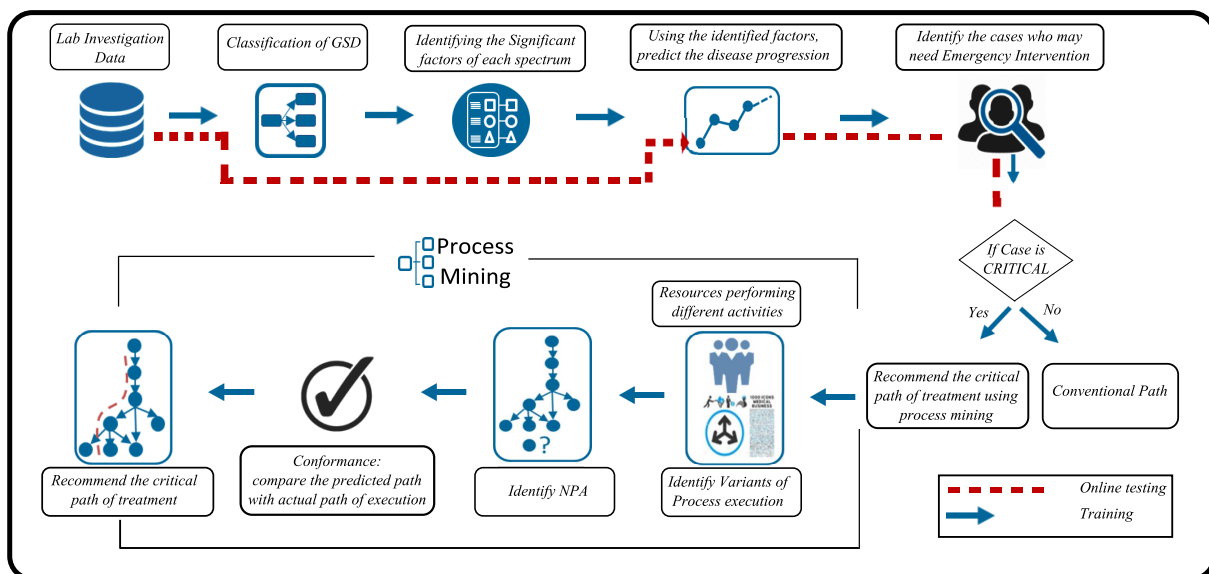 Lab Investigation
Data
Classification of GSD
Identifying the Significant
factors of each spectrum
Using the identified factors,
predict the disease progression
Identify the cases who may
need Emergency Intervention
Process
Mining
If Case is
CRITICAL
Yes
No
Resources performing
different activities
Recommend the critical
path of treatment using
process mining
Conventional Path
1000 ICONS
MEDICAL
BUSINESS
?
Recommend the critical
path of treatment
Conformance:
compare the predicted path
with actual path of execution
Identify NPA
Identify Variants of
Process execution
Online testing
Training